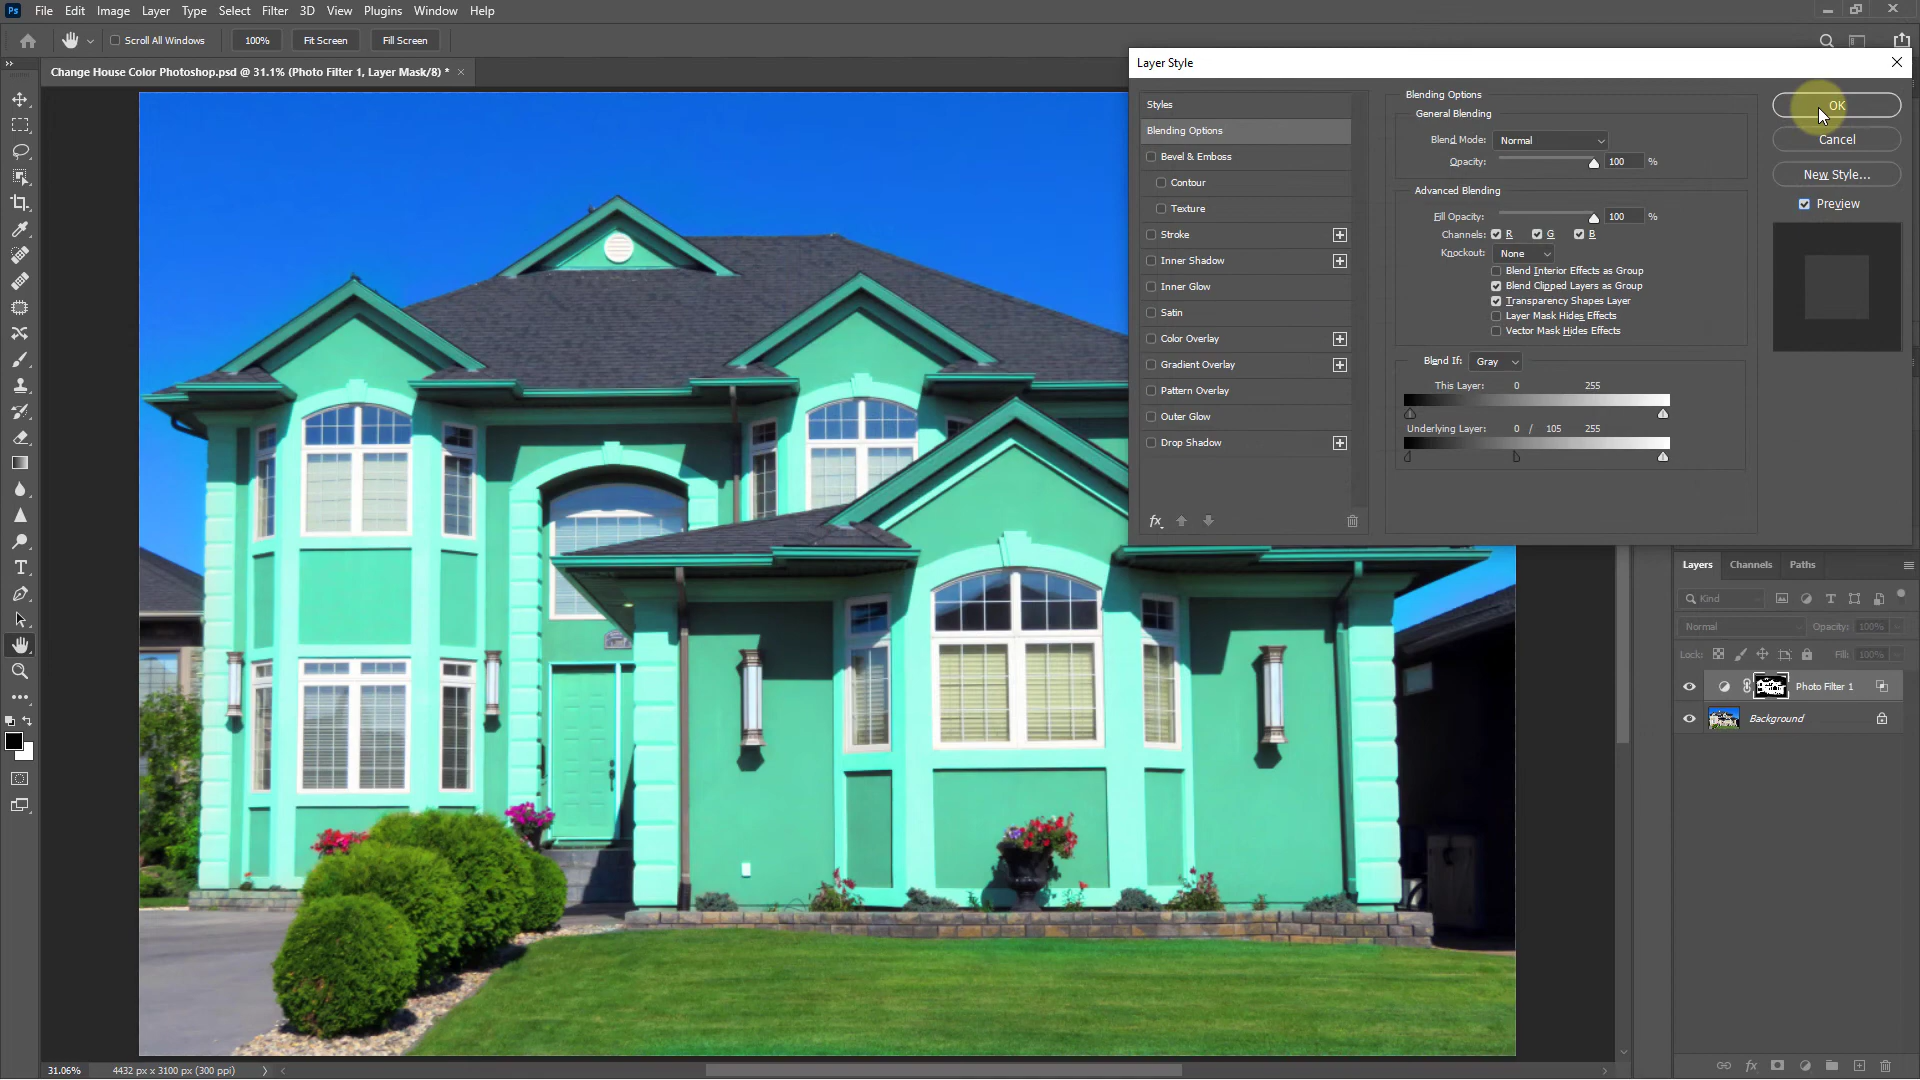 Ps File Edit Image Layer Type Select Filter 3D View Plugins Window Help
Scroll All Windows 100% Fit Screen Fill Screen
Change House Color Photoshop.psd @ 31.1% (Photo Filter 1, Layer Mask/8) * ×
Layer Style
Styles
Blending Options
Bevel & Emboss
Contour
Texture
Stroke
Inner Shadow
Inner Glow
Satin
Color Overlay
Gradient Overlay
Pattern Overlay
Outer Glow
Drop Shadow
fx
Blending Options
General Blending
Blend Mode: Normal
Opacity: 100 %
Advanced Blending
Fill Opacity: 100 %
Channels: R G B
Knockout: None
Blend Interior Effects as Group
Blend Clipped Layers as Group
Transparency Shapes Layer
Layer Mask Hides Effects
Vector Mask Hides Effects
Blend If: Gray
This Layer: 0 255
Underlying Layer: 0 / 105 255
OK
Cancel
New Style...
Preview
Layers Channels Paths
Kind
Normal Opacity: 100%
Lock: Fill: 100%
Photo Filter 1
Background
fx
31.06% 4432 px x 3100 px (300 ppi)